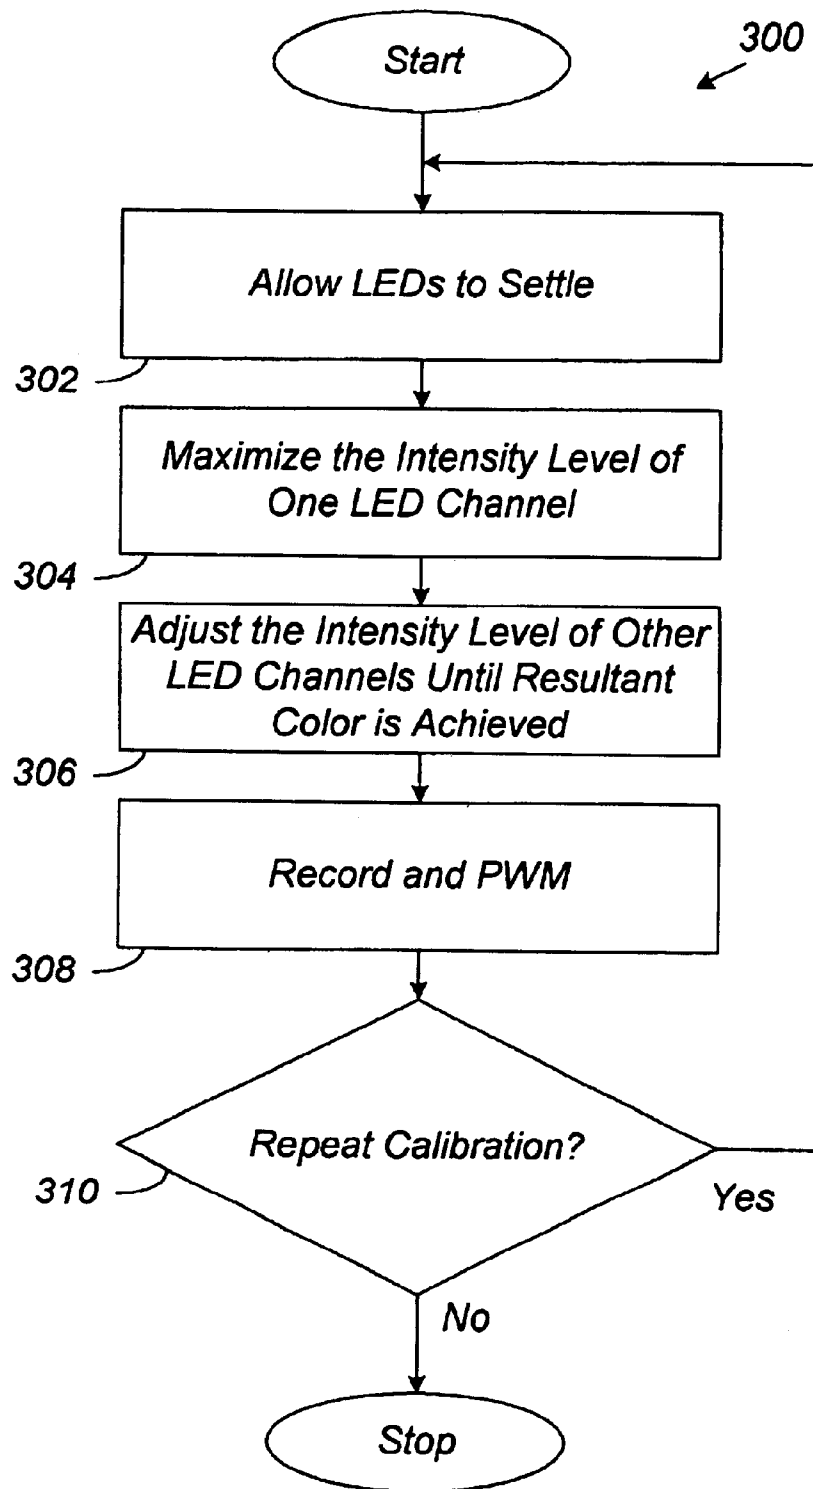 Start
300
Allow LEDs to Settle
302
Maximize the Intensity Level of
One LED Channel
304
Adjust the Intensity Level of Other
LED Channels Until Resultant
Color is Achieved
306
Record and PWM
308
Repeat Calibration?
310
Yes
No
Stop